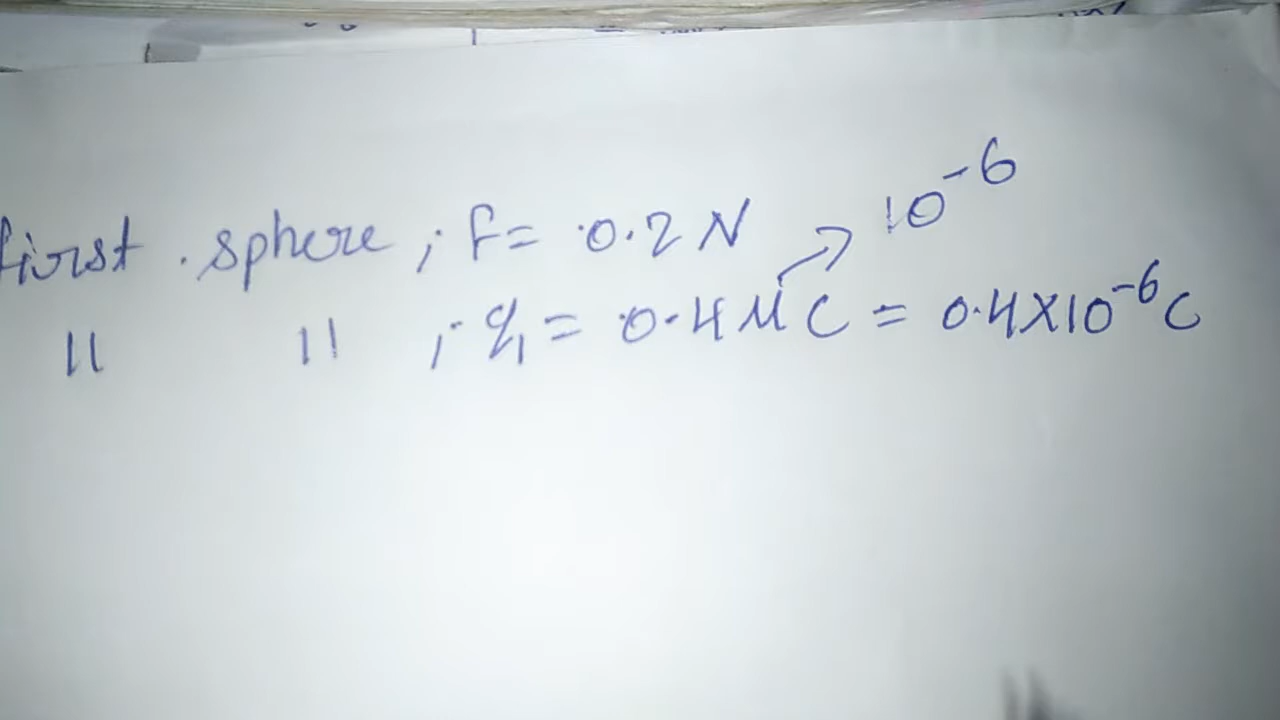 first sphere ; F = 0.2 N → 10⁻⁶
" " ; q₁ = 0.4 μC = 0.4 X 10⁻⁶ C